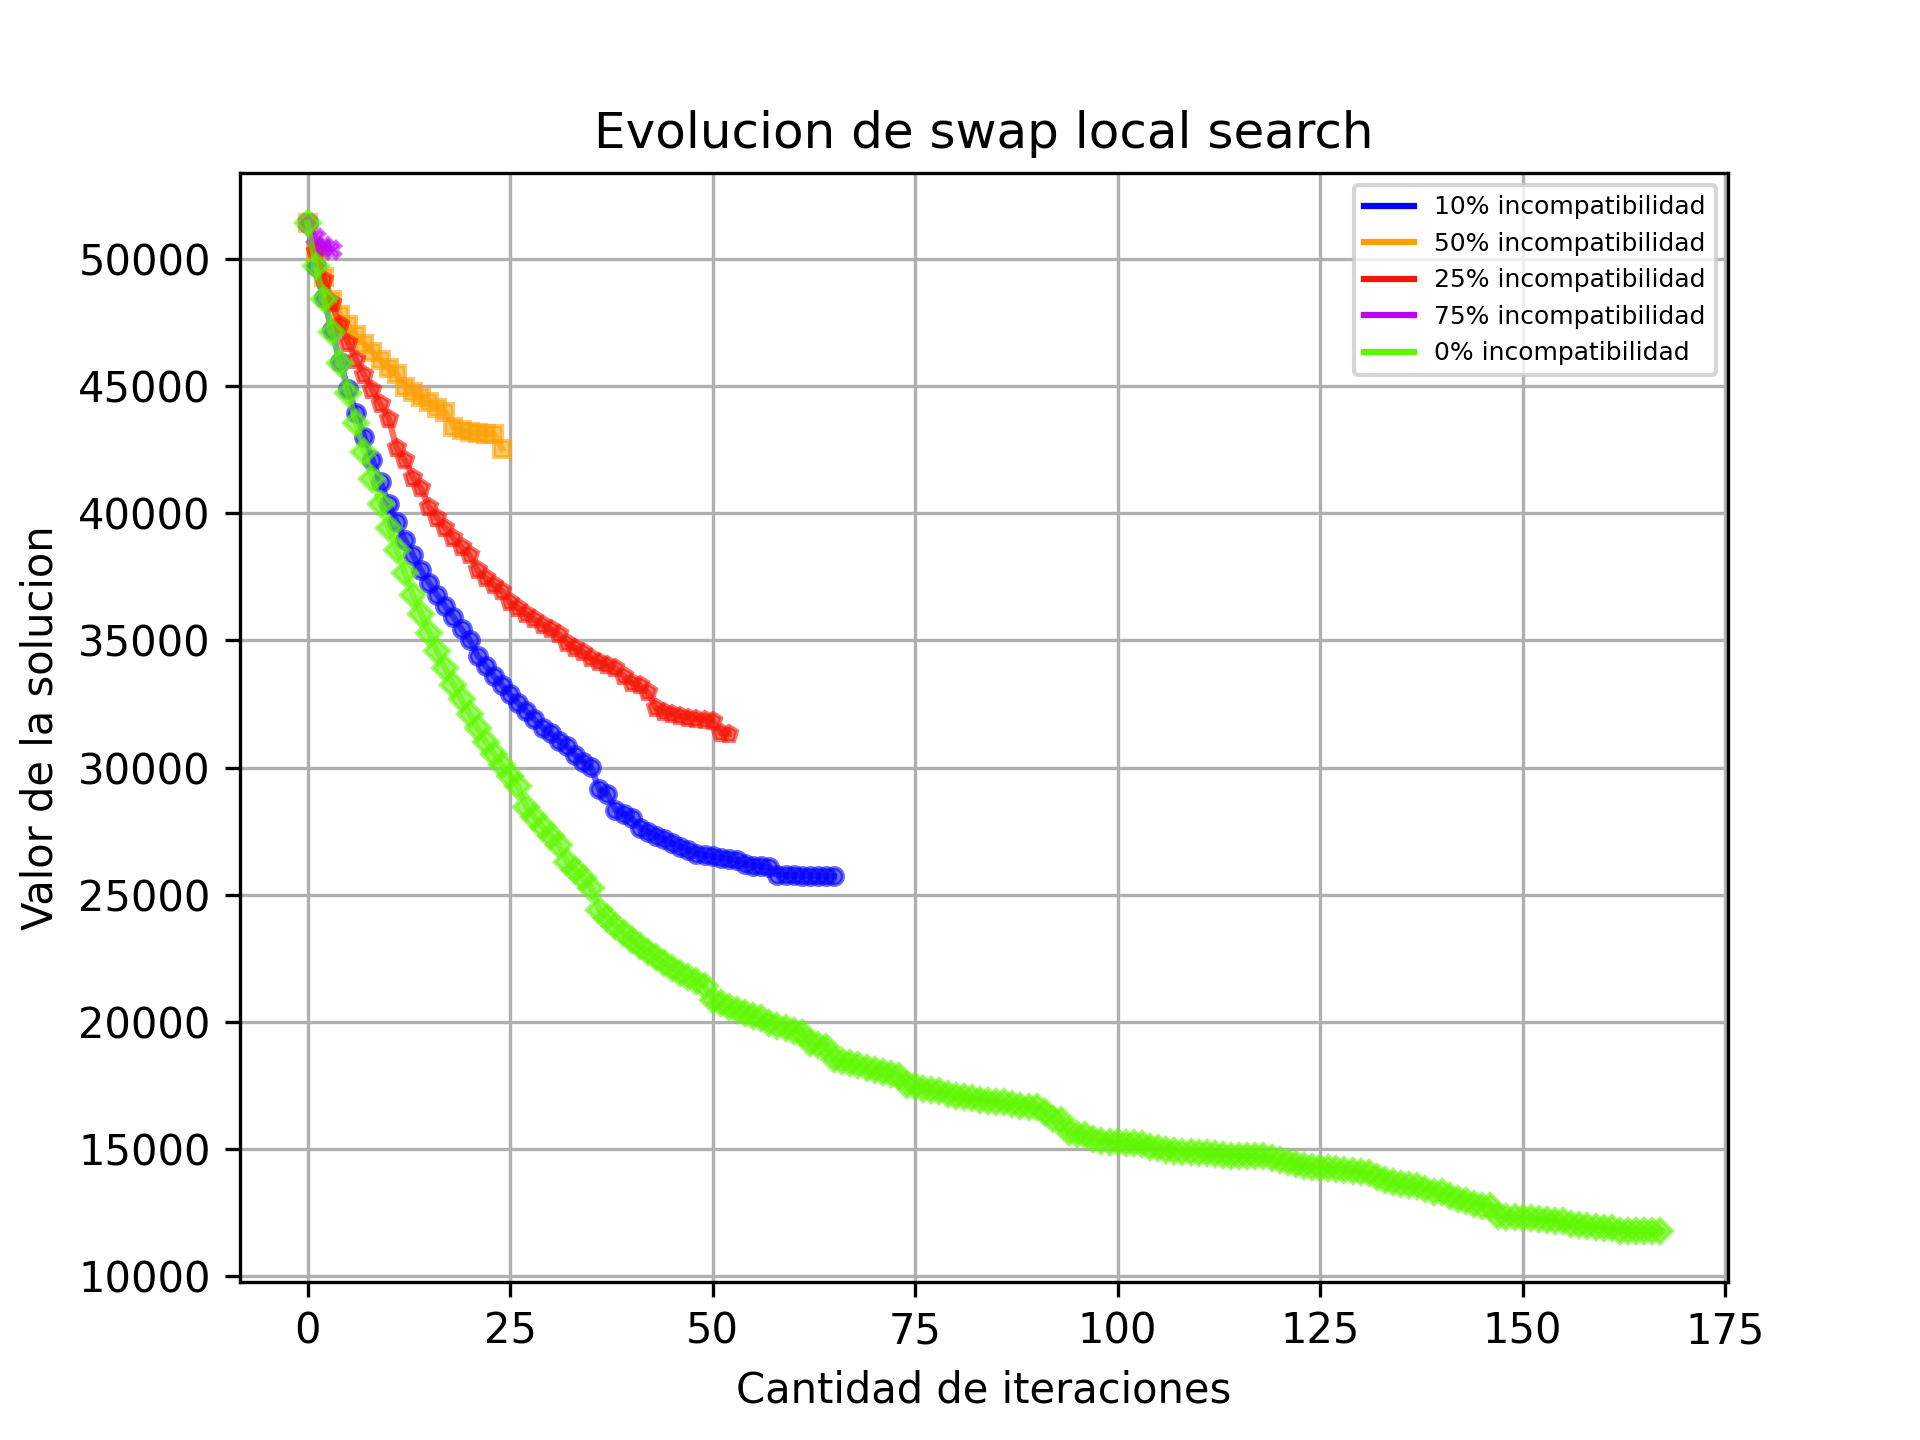 Evolucion de swap local search
10% incompatibilidad
50% incompatibilidad
25% incompatibilidad
75% incompatibilidad
0% incompatibilidad
Valor de la solucion
50000
45000
40000
35000
30000
25000
20000
15000
10000
0 25 50 75 100 125 150 175
Cantidad de iteraciones